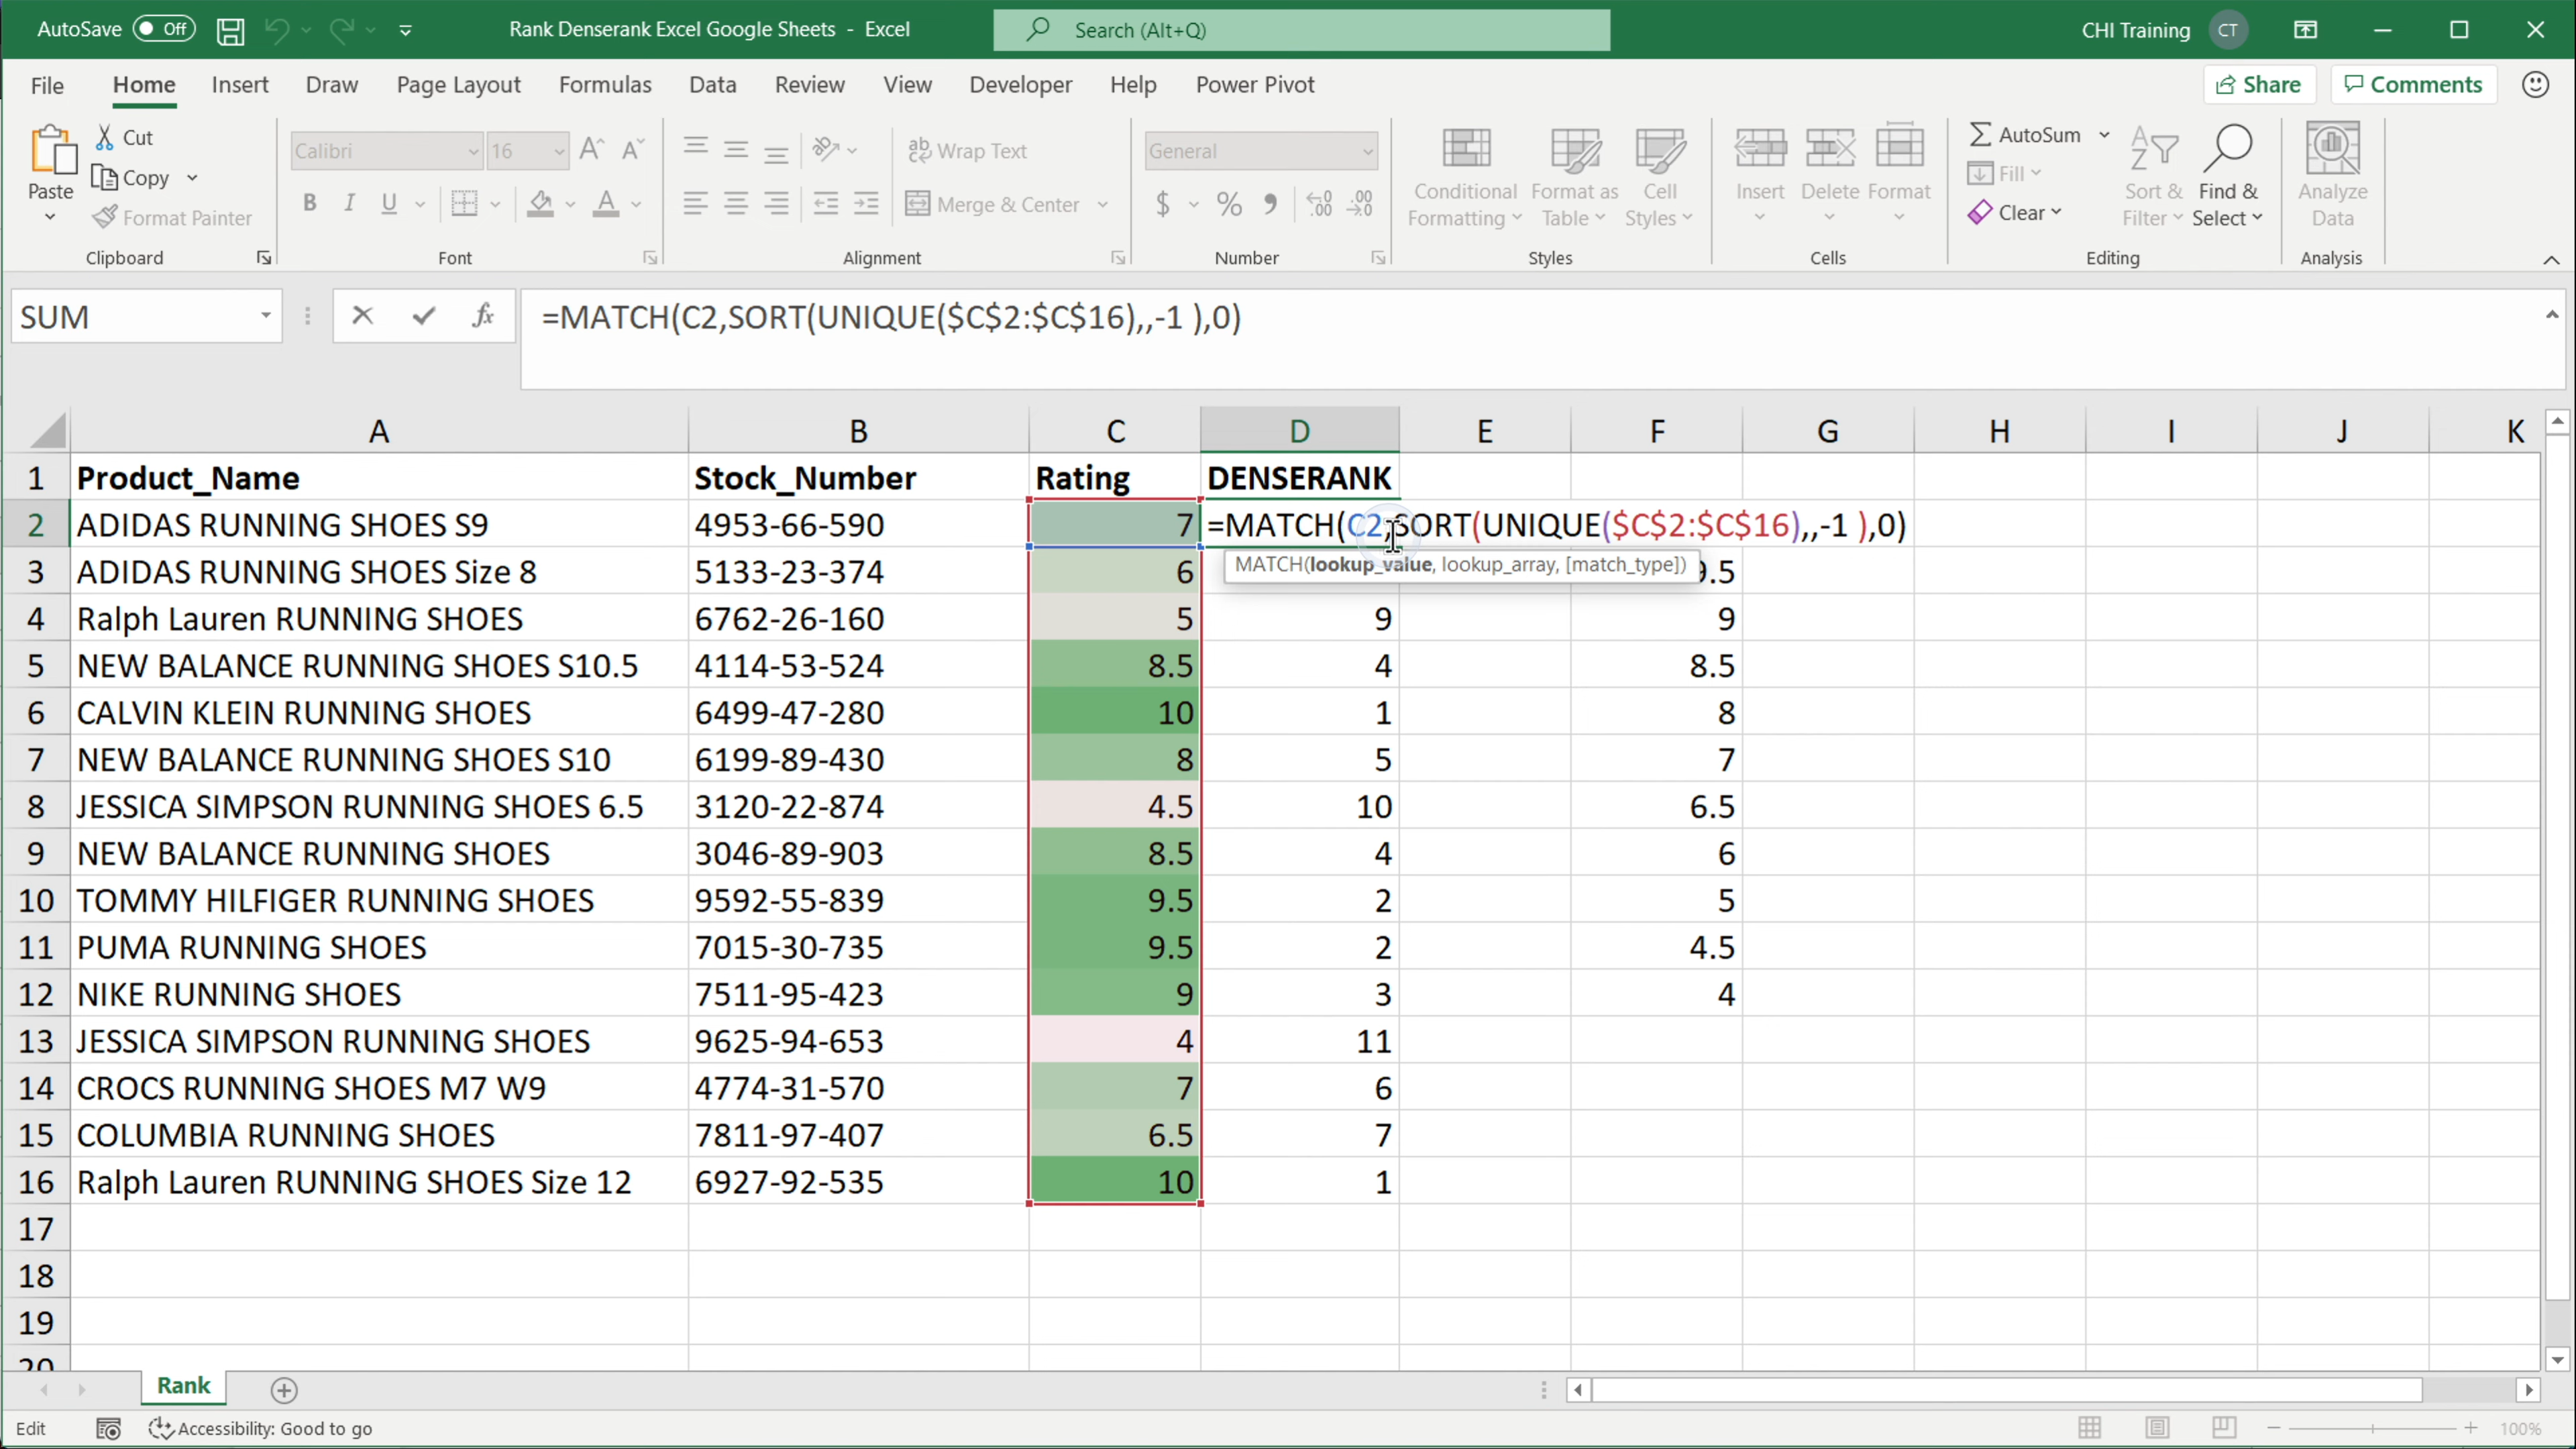 AutoSave Off Rank Denserank Excel Google Sheets - Excel Search (Alt+Q) CHI Training CT
File Home Insert Draw Page Layout Formulas Data Review View Developer Help Power Pivot Share Comments
Paste
Cut
Copy
Format Painter
Clipboard
Calibri 16
B I U A
Font
ab Wrap Text
Merge & Center
Alignment
General
$ % 9 .00 .00
Number
Conditional Formatting
Format as Table
Cell Styles
Styles
Insert Delete Format
Cells
AutoSum
Fill
Clear
Sort & Filter
Find & Select
Editing
Analyze Data
Analysis
SUM fx =MATCH(C2,SORT(UNIQUE($C$2:$C$16),,-1 ),0)
A B C D E F G H I J K
1 Product_Name Stock_Number Rating DENSERANK
2 ADIDAS RUNNING SHOES S9 4953-66-590 7 =MATCH(C2,SORT(UNIQUE($C$2:$C$16),,-1 ),0)
MATCH(lookup_value, lookup_array, [match_type])
3 ADIDAS RUNNING SHOES Size 8 5133-23-374 6 9.5
4 Ralph Lauren RUNNING SHOES 6762-26-160 5 9 9
5 NEW BALANCE RUNNING SHOES S10.5 4114-53-524 8.5 4 8.5
6 CALVIN KLEIN RUNNING SHOES 6499-47-280 10 1 8
7 NEW BALANCE RUNNING SHOES S10 6199-89-430 8 5 7
8 JESSICA SIMPSON RUNNING SHOES 6.5 3120-22-874 4.5 10 6.5
9 NEW BALANCE RUNNING SHOES 3046-89-903 8.5 4 6
10 TOMMY HILFIGER RUNNING SHOES 9592-55-839 9.5 2 5
11 PUMA RUNNING SHOES 7015-30-735 9.5 2 4.5
12 NIKE RUNNING SHOES 7511-95-423 9 3 4
13 JESSICA SIMPSON RUNNING SHOES 9625-94-653 4 11
14 CROCS RUNNING SHOES M7 W9 4774-31-570 7 6
15 COLUMBIA RUNNING SHOES 7811-97-407 6.5 7
16 Ralph Lauren RUNNING SHOES Size 12 6927-92-535 10 1
17
18
19
20
Rank
Edit Accessibility: Good to go 100%